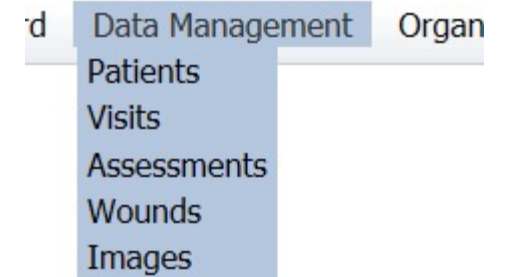 rd Data Management Organ
Patients
Visits
Assessments
Wounds
Images